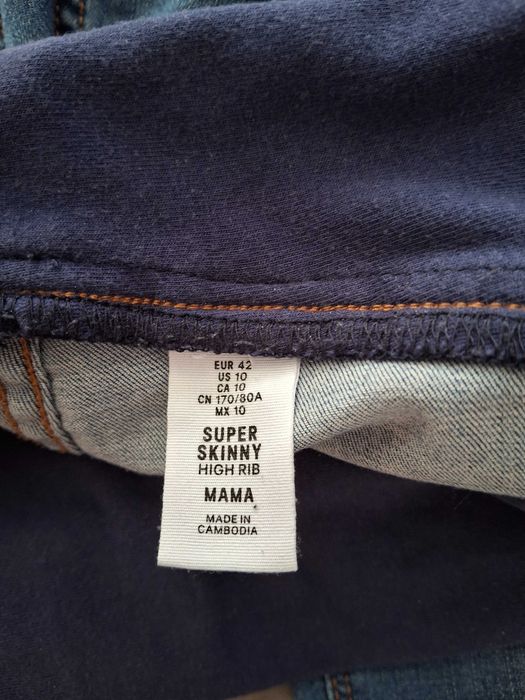 EUR 42
US 10
CA 10
CN 170/80A
MX 10
SUPER
SKINNY
HIGH RIB
MAMA
MADE IN
CAMBODIA